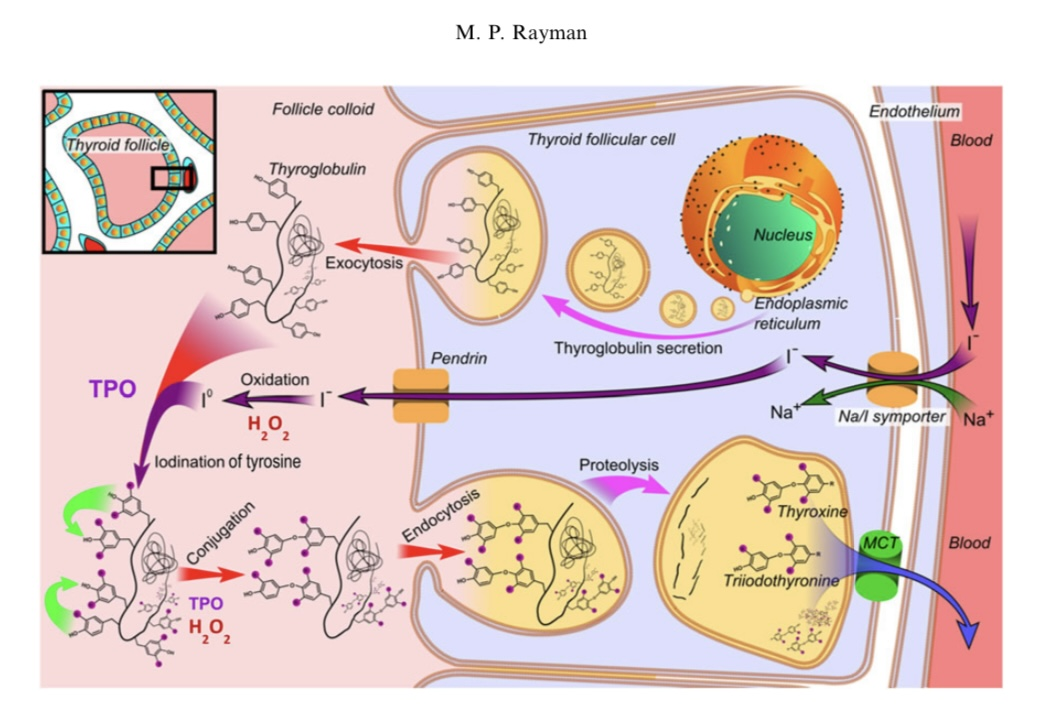 M. P. Rayman
Follicle colloid
Thyroid follicle
Thyroglobulin
Thyroid follicular cell
Endothelium
Blood
Nucleus
Exocytosis
Endoplasmic
reticulum
Thyroglobulin secretion
Pendrin
I⁻
I⁻
TPO
Oxidation
I⁰
I⁻
H₂O₂
Na⁺
Na/I symporter
Na⁺
Iodination of tyrosine
Proteolysis
Endocytosis
Conjugation
Thyroxine
TPO
H₂O₂
MCT
Blood
Triiodothyronine